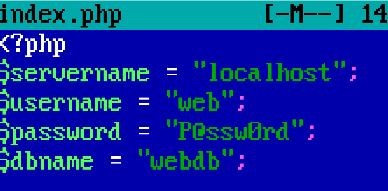 index.php [-M--] 14
<?php
$servername = "localhost";
$username = "web";
$password = "P@ssw0rd";
$dbname = "webdb";